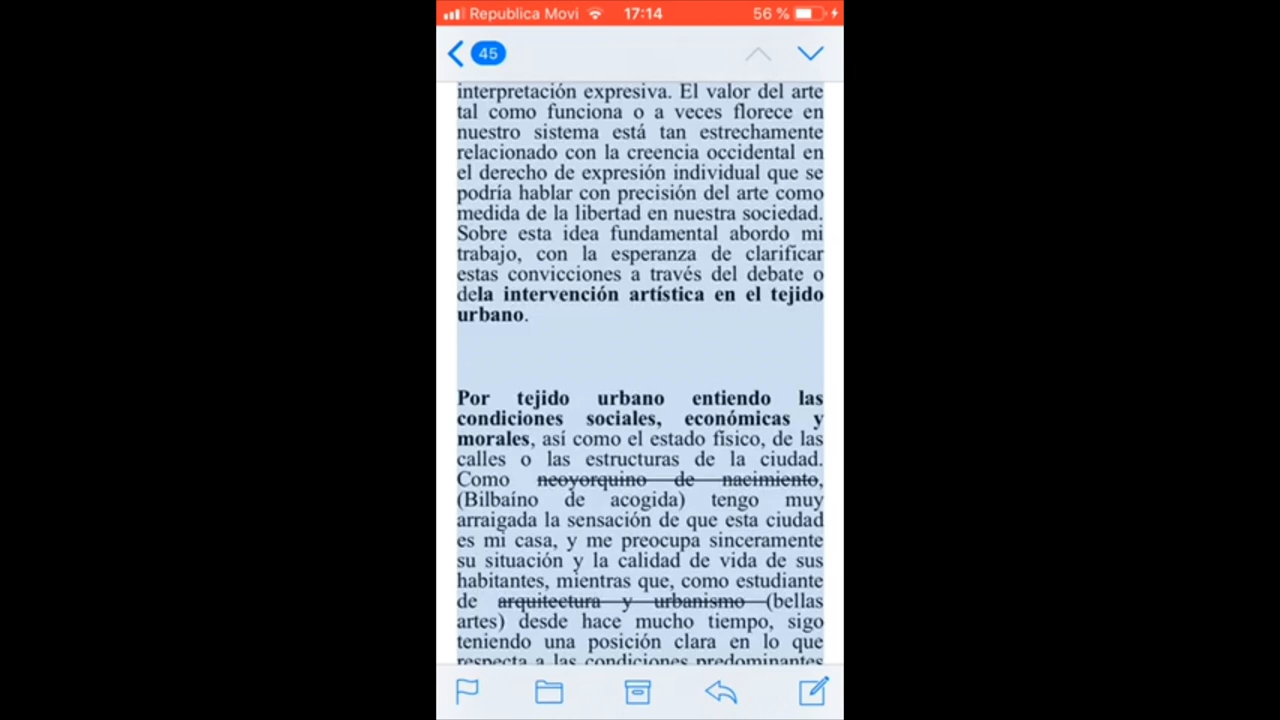 Republica Movi 17:14 56 %
45
interpretación expresiva. El valor del arte
tal como funciona o a veces florece en
nuestro sistema está tan estrechamente
relacionado con la creencia occidental en
el derecho de expresión individual que se
podría hablar con precisión del arte como
medida de la libertad en nuestra sociedad.
Sobre esta idea fundamental abordo mi
trabajo, con la esperanza de clarificar
estas convicciones a través del debate o
dela intervención artística en el tejido
urbano.
Por tejido urbano entiendo las
condiciones sociales, económicas y
morales, así como el estado físico, de las
calles o las estructuras de la ciudad.
Como neoyorquino de nacimiento,
(Bilbaíno de acogida) tengo muy
arraigada la sensación de que esta ciudad
es mi casa, y me preocupa sinceramente
su situación y la calidad de vida de sus
habitantes, mientras que, como estudiante
de arquitectura y urbanismo (bellas
artes) desde hace mucho tiempo, sigo
teniendo una posición clara en lo que
respecta a las condiciones predominantes